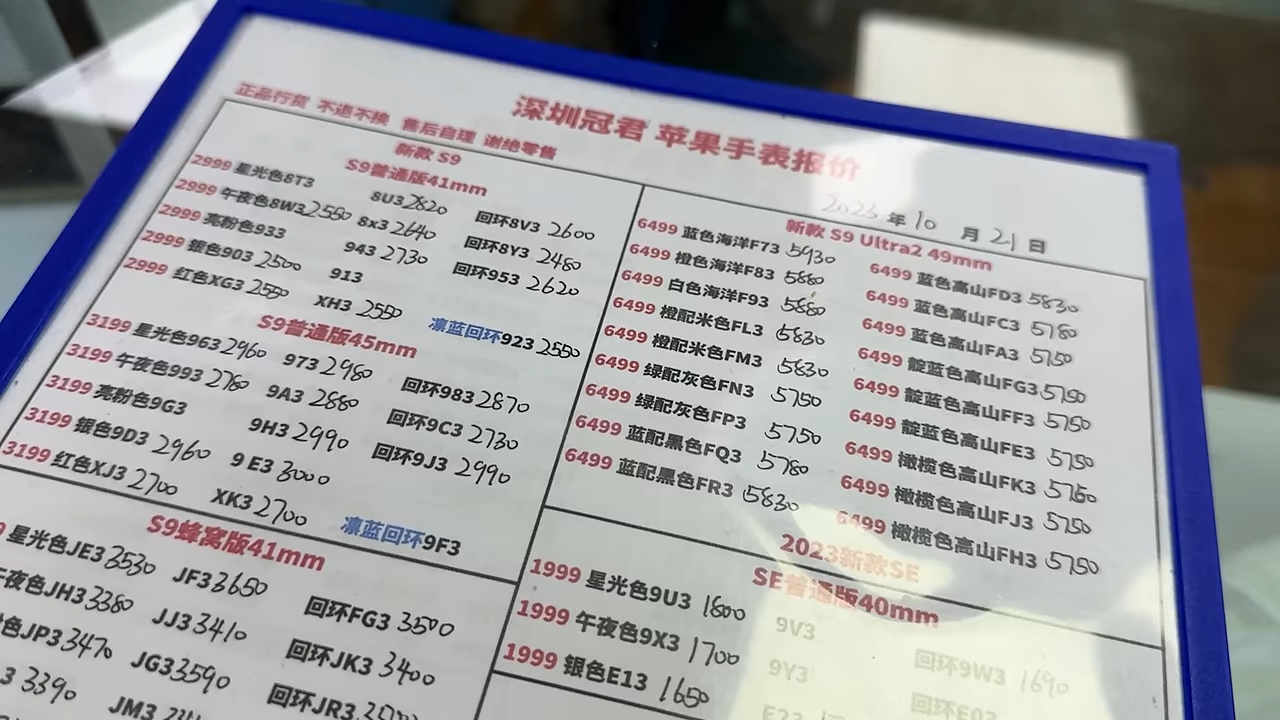 深圳冠君 苹果手表报价
正品行货 不退不换 售后自理 谢绝零售
2023年10月21日
新款 S9
S9普通版41mm
2999 星光色8T3 8U3 2820 回环8V3 2600
2999 午夜色8W3 2550 8x3 2640 回环8Y3 2480
2999 亮粉色933 943 2730 回环953 2620
2999 银色903 2500 913
2999 红色XG3 2550 XH3 2550 凛蓝回环923 2550
S9普通版45mm
3199 星光色963 2960 973 2980 回环983 2870
3199 午夜色993 2780 9A3 2880 回环9C3 2730
3199 亮粉色9G3 9H3 2990 回环9J3 2990
3199 银色9D3 2960 9 E3 3000
3199 红色XJ3 2700 XK3 2700 凛蓝回环9F3
S9蜂窝版41mm
星光色JE3 3530 JF3 3650 回环FG3 3500
夜色JH3 3380 JJ3 3410 回环JK3 3400
色JP3 3470 JG3 3590 回环JR3
3 3390 JM3
新款 S9 Ultra2 49mm
6499 蓝色海洋F73 5930 6499 蓝色高山FD3 5830
6499 橙色海洋F83 5880 6499 蓝色高山FC3 5780
6499 白色海洋F93 5880 6499 蓝色高山FA3 5750
6499 橙配米色FL3 5830 6499 靛蓝色高山FG3 5750
6499 橙配米色FM3 5830 6499 靛蓝色高山FF3 5750
6499 绿配灰色FN3 5750 6499 靛蓝色高山FE3 5750
6499 绿配灰色FP3 5750 6499 橄榄色高山FK3 5760
6499 蓝配黑色FQ3 5780 6499 橄榄色高山FJ3 5750
6499 蓝配黑色FR3 5830 6499 橄榄色高山FH3 5750
2023新款SE
SE普通版40mm
1999 星光色9U3 1800 9V3 回环9W3 1690
1999 午夜色9X3 1700 9Y3 回环E03
1999 银色E13 1650 E23